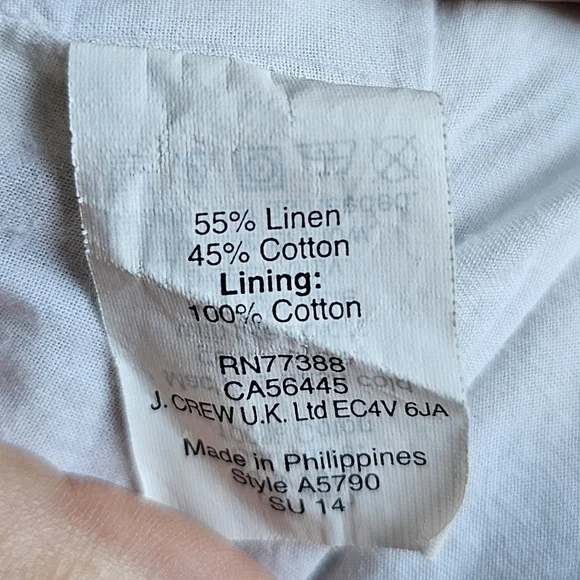 55% Linen
45% Cotton
Lining:
100% Cotton
RN77388
CA56445
J. CREW U.K. Ltd EC4V 6JA
Made in Philippines
Style A5790
SU 14